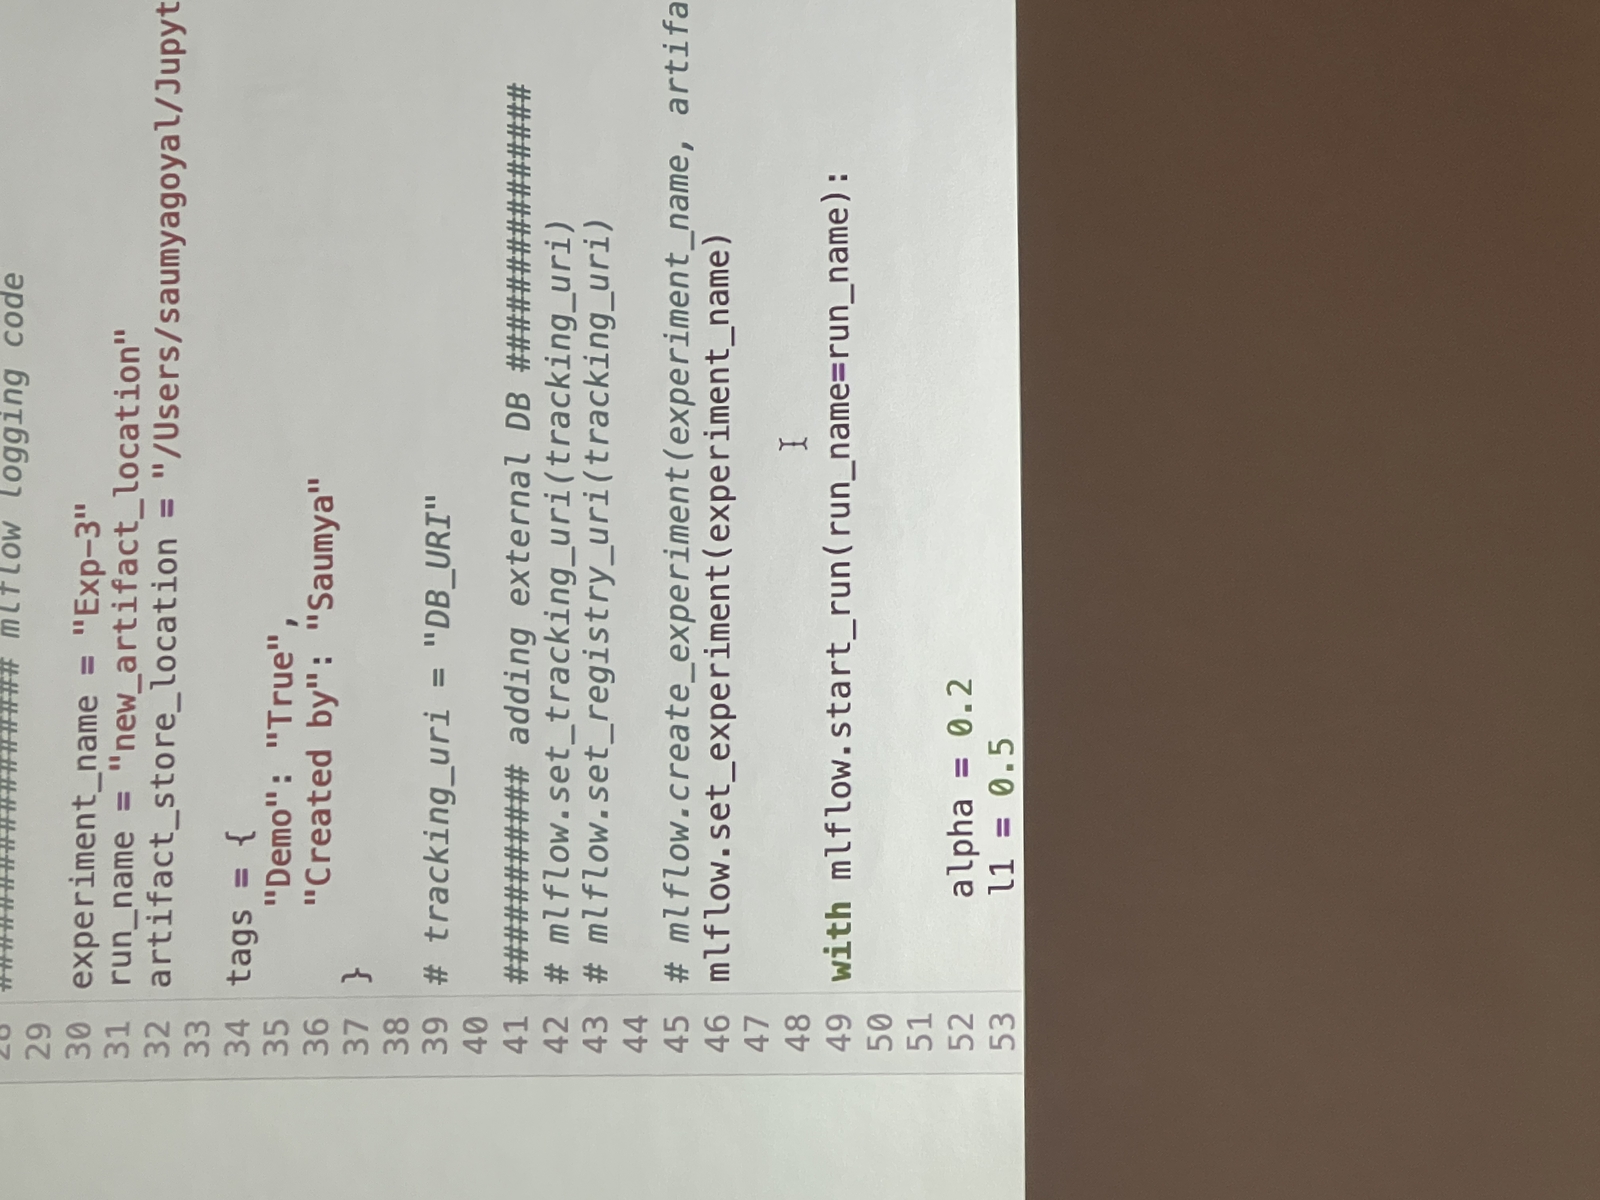 28 ################# mlflow logging code
29
30 experiment_name = "Exp-3"
31 run_name = "new_artifact_location"
32 artifact_store_location = "/Users/saumyagoyal/Jupyt
33
34 tags = {
35     "Demo": "True",
36     "Created by": "Saumya"
37 }
38
39 # tracking_uri = "DB_URI"
40
41 ########### adding external DB ###############
42 # mlflow.set_tracking_uri(tracking_uri)
43 # mlflow.set_registry_uri(tracking_uri)
44
45 # mlflow.create_experiment(experiment_name, artifa
46 mlflow.set_experiment(experiment_name)
47
48
49 with mlflow.start_run(run_name=run_name):
50
51
52     alpha = 0.2
53     l1 = 0.5